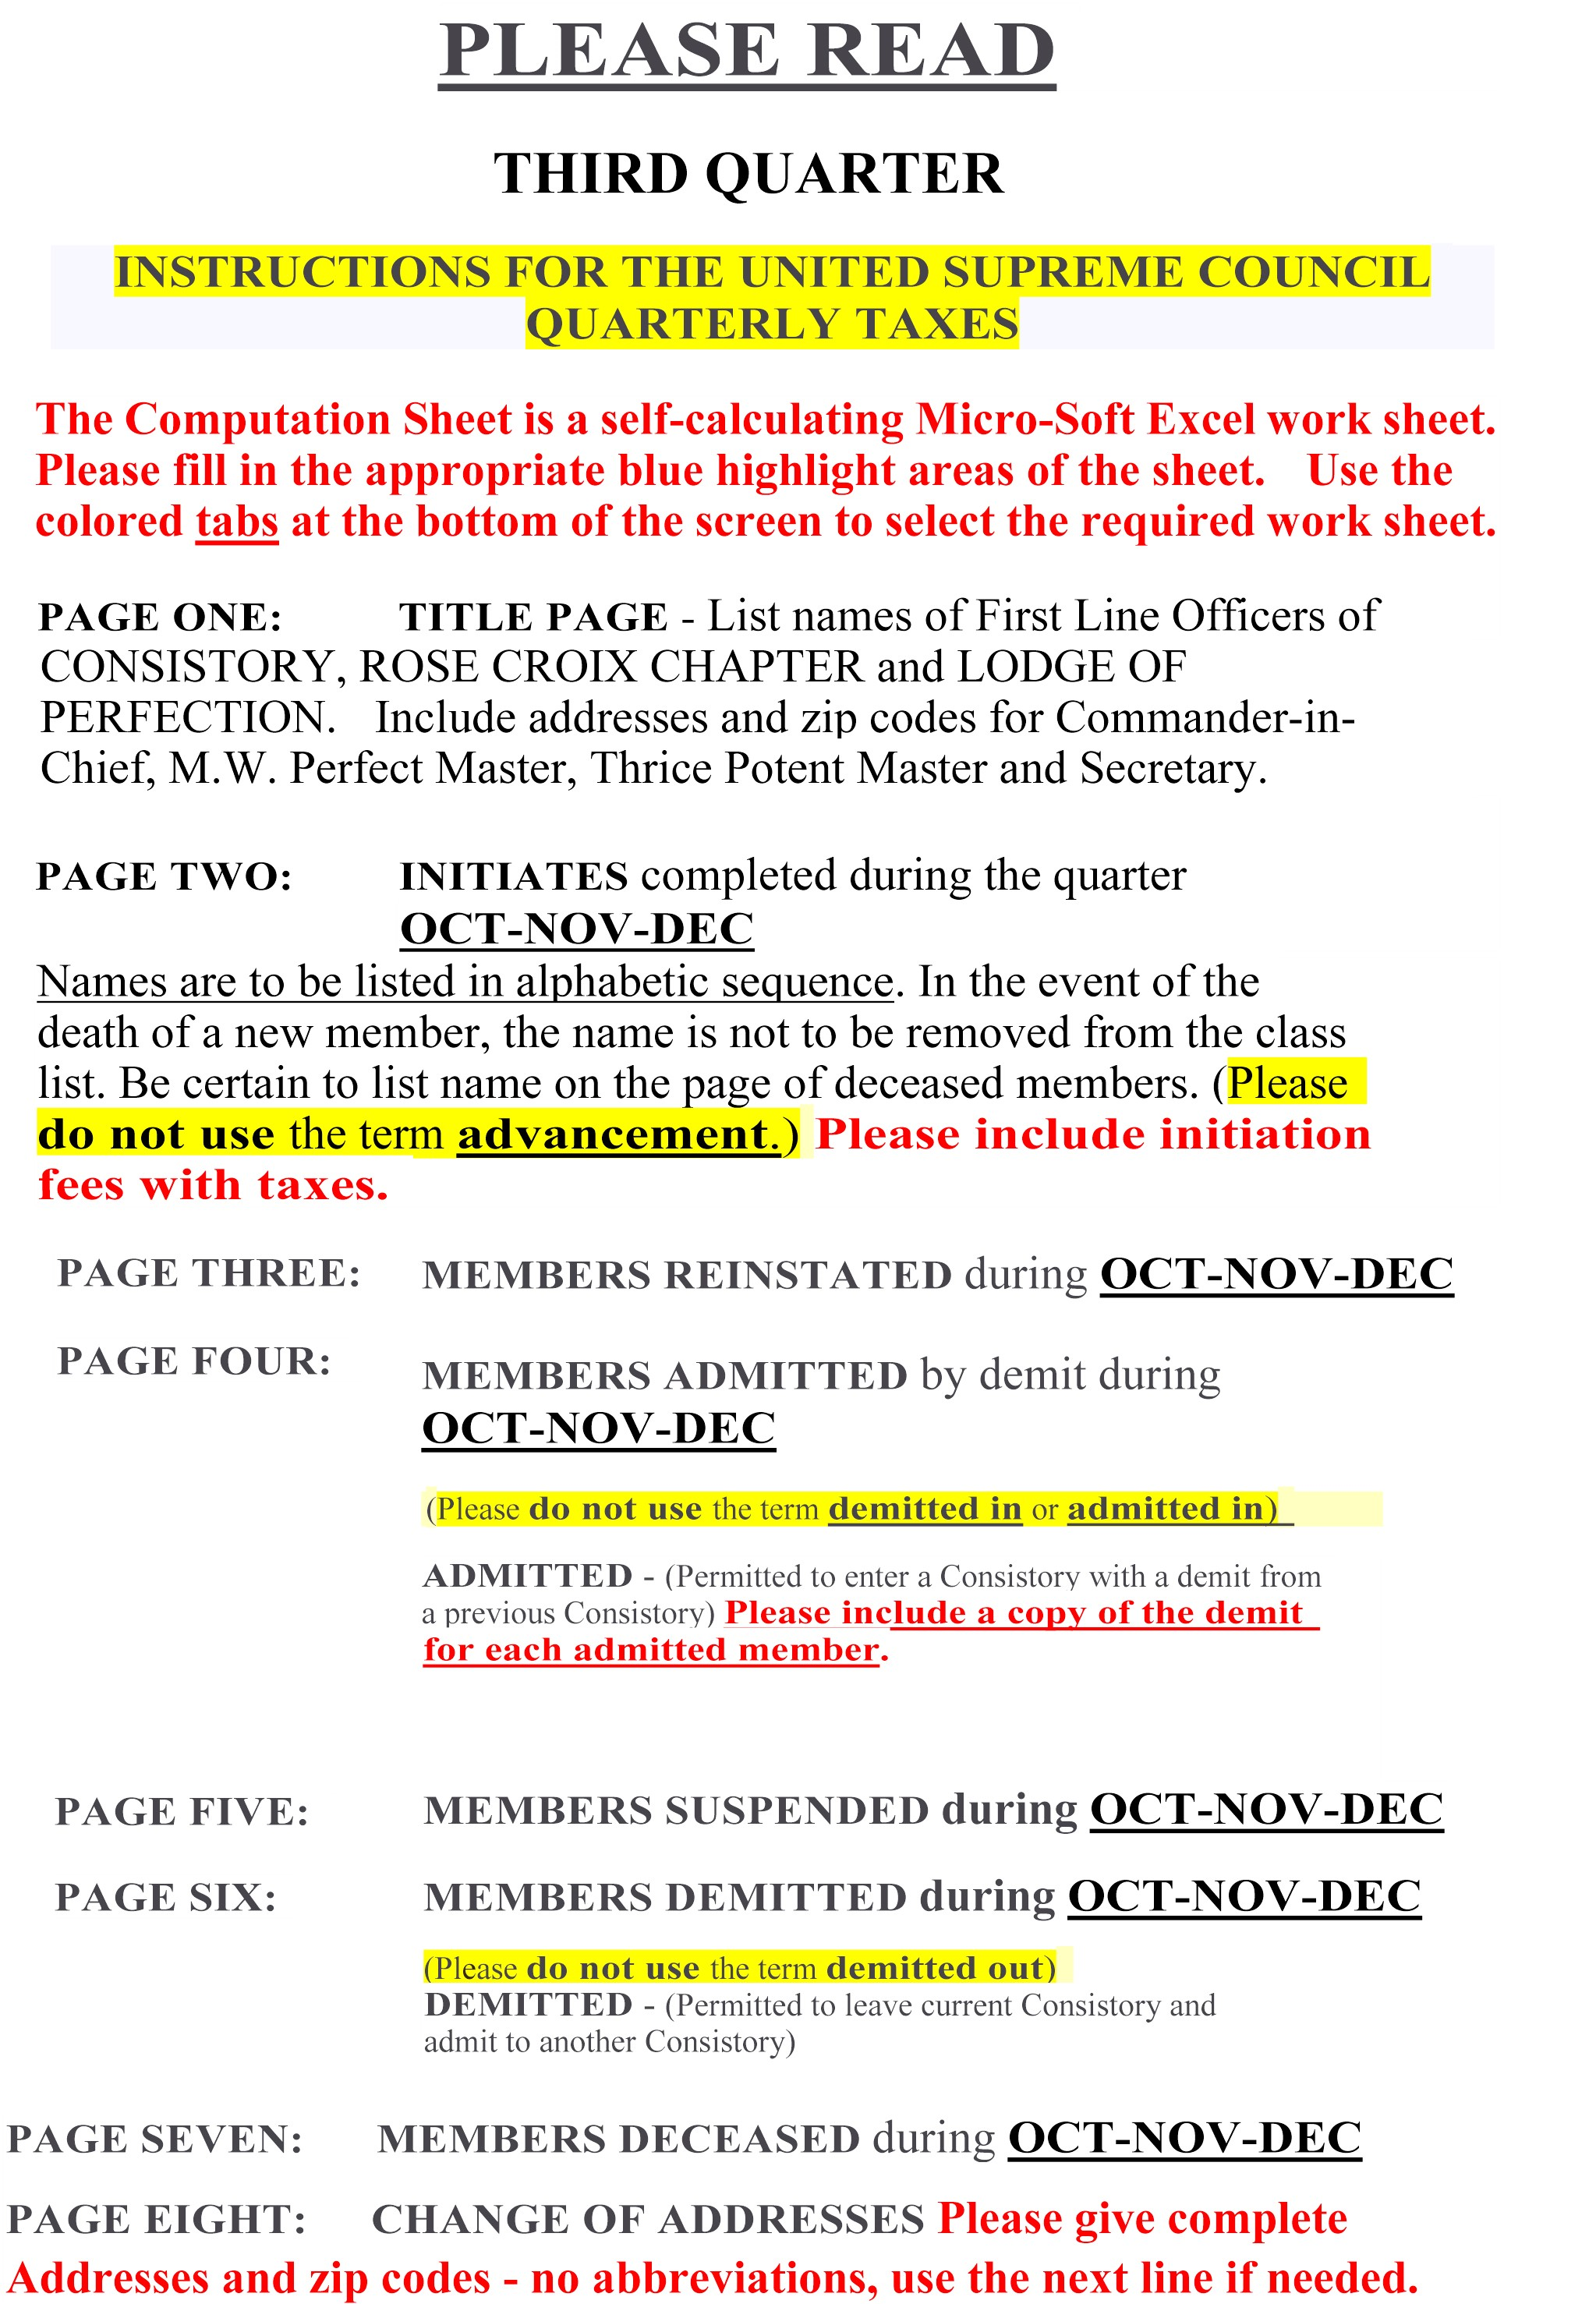 PLEASE READ
THIRD QUARTER
INSTRUCTIONS FOR THE UNITED SUPREME COUNCIL
QUARTERLY TAXES
The Computation Sheet is a self-calculating Micro-Soft Excel work sheet.
Please fill in the appropriate blue highlight areas of the sheet. Use the
colored tabs at the bottom of the screen to select the required work sheet.
PAGE ONE: TITLE PAGE - List names of First Line Officers of
CONSISTORY, ROSE CROIX CHAPTER and LODGE OF
PERFECTION. Include addresses and zip codes for Commander-in-
Chief, M.W. Perfect Master, Thrice Potent Master and Secretary.
PAGE TWO: INITIATES completed during the quarter
OCT-NOV-DEC
Names are to be listed in alphabetic sequence. In the event of the
death of a new member, the name is not to be removed from the class
list. Be certain to list name on the page of deceased members. (Please
do not use the term advancement.) Please include initiation
fees with taxes.
PAGE THREE: MEMBERS REINSTATED during OCT-NOV-DEC
PAGE FOUR: MEMBERS ADMITTED by demit during
OCT-NOV-DEC
(Please do not use the term demitted in or admitted in)
ADMITTED - (Permitted to enter a Consistory with a demit from
a previous Consistory) Please include a copy of the demit
for each admitted member.
PAGE FIVE: MEMBERS SUSPENDED during OCT-NOV-DEC
PAGE SIX: MEMBERS DEMITTED during OCT-NOV-DEC
(Please do not use the term demitted out)
DEMITTED - (Permitted to leave current Consistory and
admit to another Consistory)
PAGE SEVEN: MEMBERS DECEASED during OCT-NOV-DEC
PAGE EIGHT: CHANGE OF ADDRESSES Please give complete
Addresses and zip codes - no abbreviations, use the next line if needed.